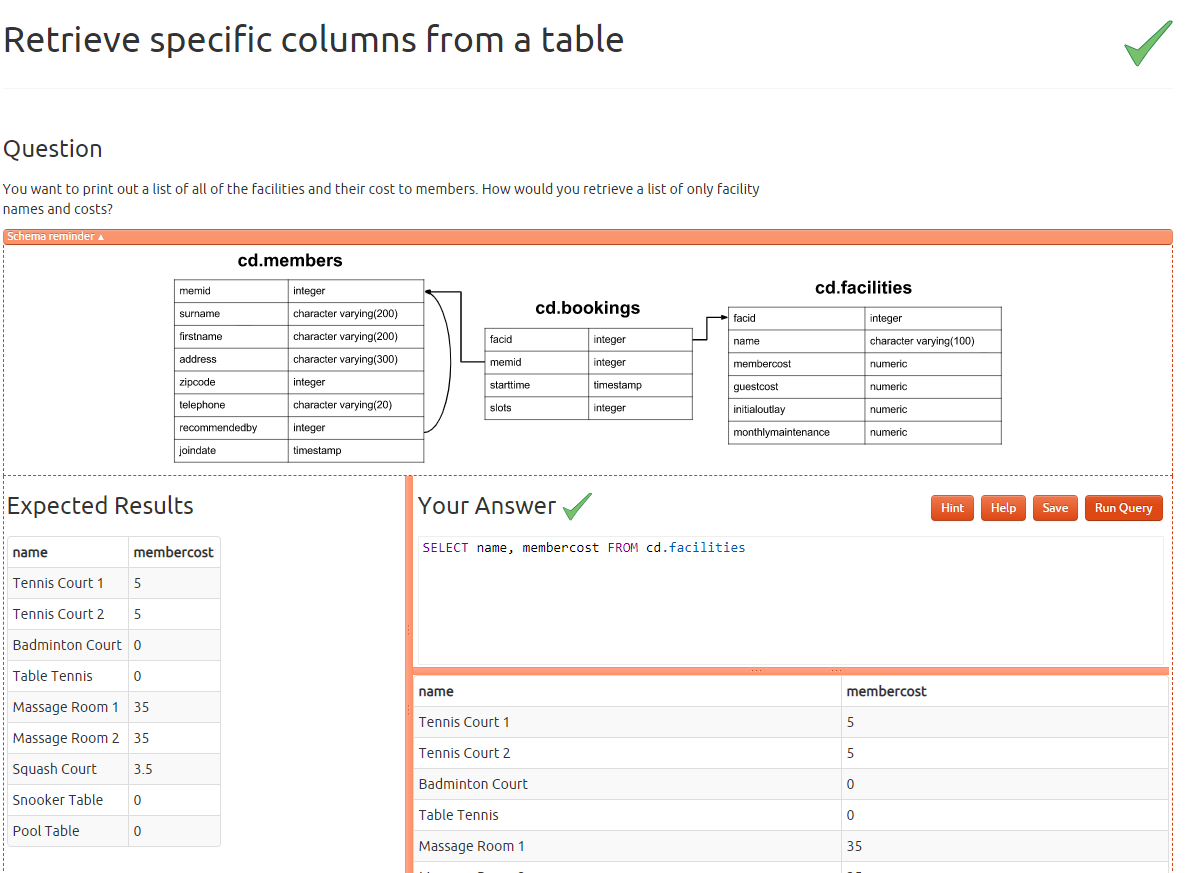 Retrieve specific columns from a table
Question
You want to print out a list of all of the facilities and their cost to members. How would you retrieve a list of only facility
names and costs?
Schema reminder ▲
cd.members
memid integer
surname character varying(200)
firstname character varying(200)
address character varying(300)
zipcode integer
telephone character varying(20)
recommendedby integer
joindate timestamp
cd.bookings
facid integer
memid integer
starttime timestamp
slots integer
cd.facilities
facid integer
name character varying(100)
membercost numeric
guestcost numeric
initialoutlay numeric
monthlymaintenance numeric
Expected Results
name membercost
Tennis Court 1 5
Tennis Court 2 5
Badminton Court 0
Table Tennis 0
Massage Room 1 35
Massage Room 2 35
Squash Court 3.5
Snooker Table 0
Pool Table 0
Your Answer
Hint Help Save Run Query
SELECT name, membercost FROM cd.facilities
name membercost
Tennis Court 1 5
Tennis Court 2 5
Badminton Court 0
Table Tennis 0
Massage Room 1 35